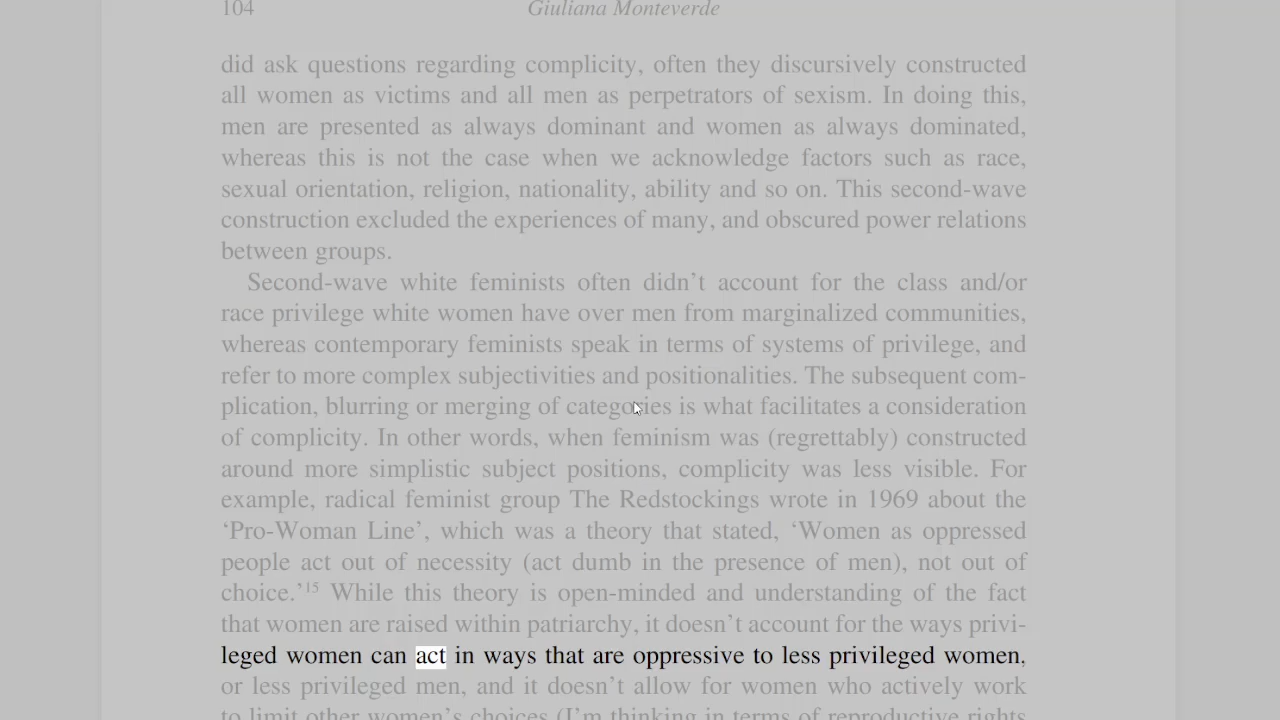 104
Giuliana Monteverde
did ask questions regarding complicity, often they discursively constructed
all women as victims and all men as perpetrators of sexism. In doing this,
men are presented as always dominant and women as always dominated,
whereas this is not the case when we acknowledge factors such as race,
sexual orientation, religion, nationality, ability and so on. This second-wave
construction excluded the experiences of many, and obscured power relations
between groups.
Second-wave white feminists often didn’t account for the class and/or
race privilege white women have over men from marginalized communities,
whereas contemporary feminists speak in terms of systems of privilege, and
refer to more complex subjectivities and positionalities. The subsequent com-
plication, blurring or merging of categories is what facilitates a consideration
of complicity. In other words, when feminism was (regrettably) constructed
around more simplistic subject positions, complicity was less visible. For
example, radical feminist group The Redstockings wrote in 1969 about the
‘Pro-Woman Line’, which was a theory that stated, ‘Women as oppressed
people act out of necessity (act dumb in the presence of men), not out of
choice.’15 While this theory is open-minded and understanding of the fact
that women are raised within patriarchy, it doesn’t account for the ways privi-
leged women can act in ways that are oppressive to less privileged women,
or less privileged men, and it doesn’t allow for women who actively work
to limit other women’s choices (I’m thinking in terms of reproductive rights